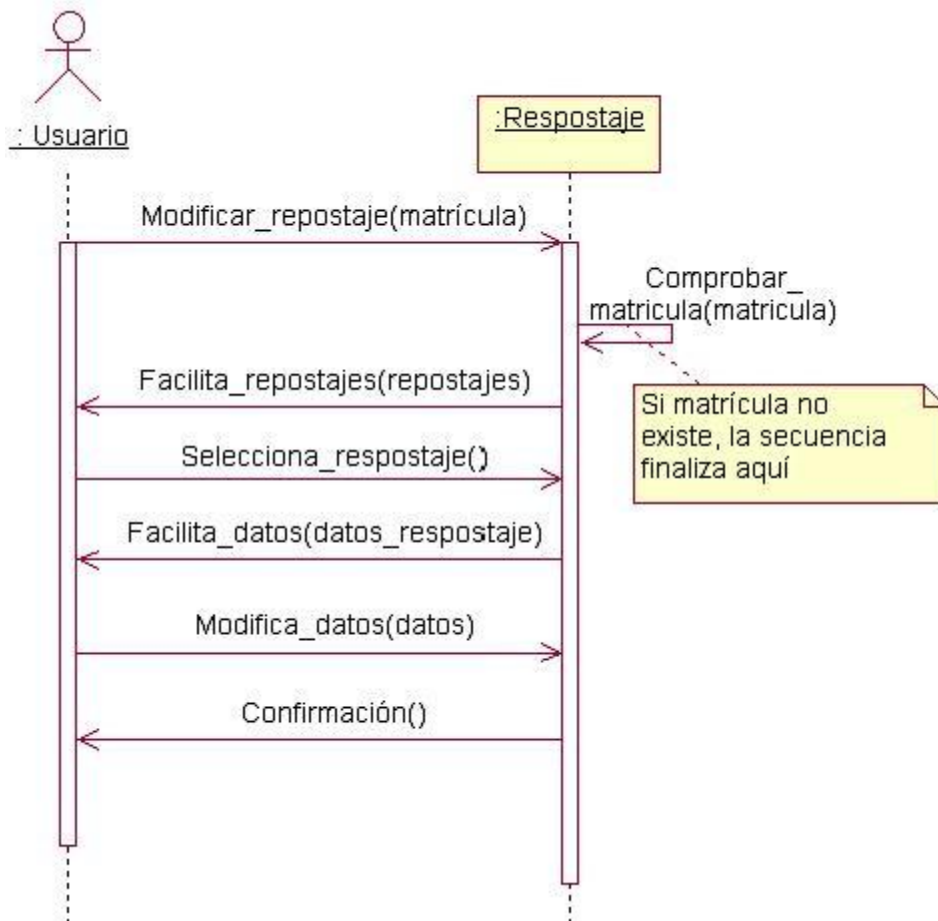 : Usuario
:Respostaje
Modificar_repostaje(matrícula)
Comprobar_
matricula(matricula)
Facilita_repostajes(repostajes)
Si matrícula no
existe, la secuencia
finaliza aquí
Selecciona_respostaje()
Facilita_datos(datos_respostaje)
Modifica_datos(datos)
Confirmación()